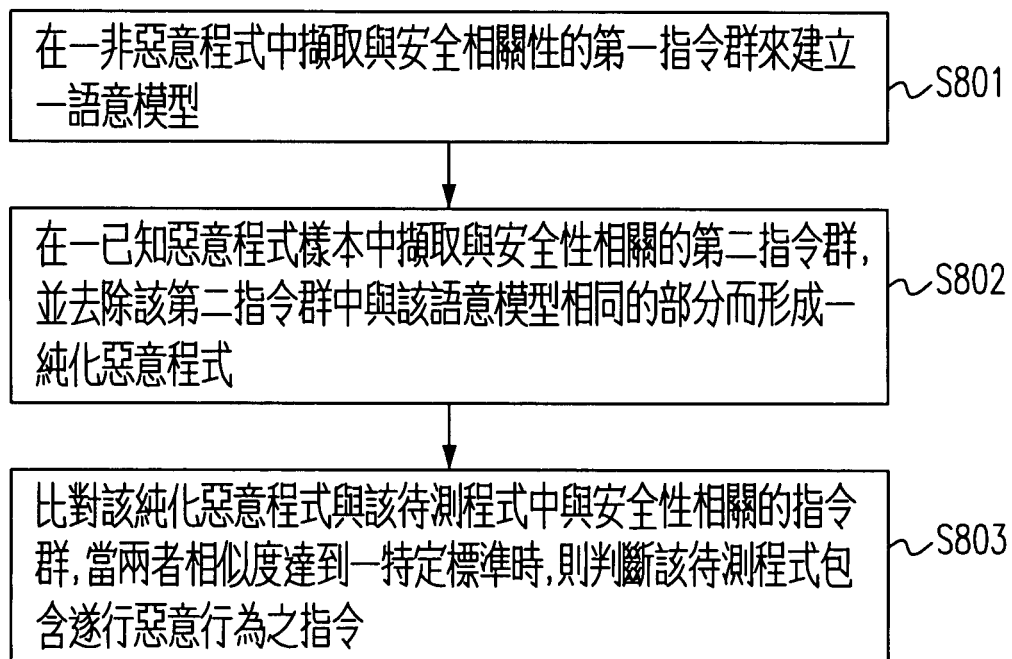 在一非惡意程式中擷取與安全相關性的第一指令群來建立
一語意模型
S801
在一已知惡意程式樣本中擷取與安全性相關的第二指令群,
並去除該第二指令群中與該語意模型相同的部分而形成一
純化惡意程式
S802
比對該純化惡意程式與該待測程式中與安全性相關的指令
群,當兩者相似度達到一特定標準時,則判斷該待測程式包
含遂行惡意行為之指令
S803